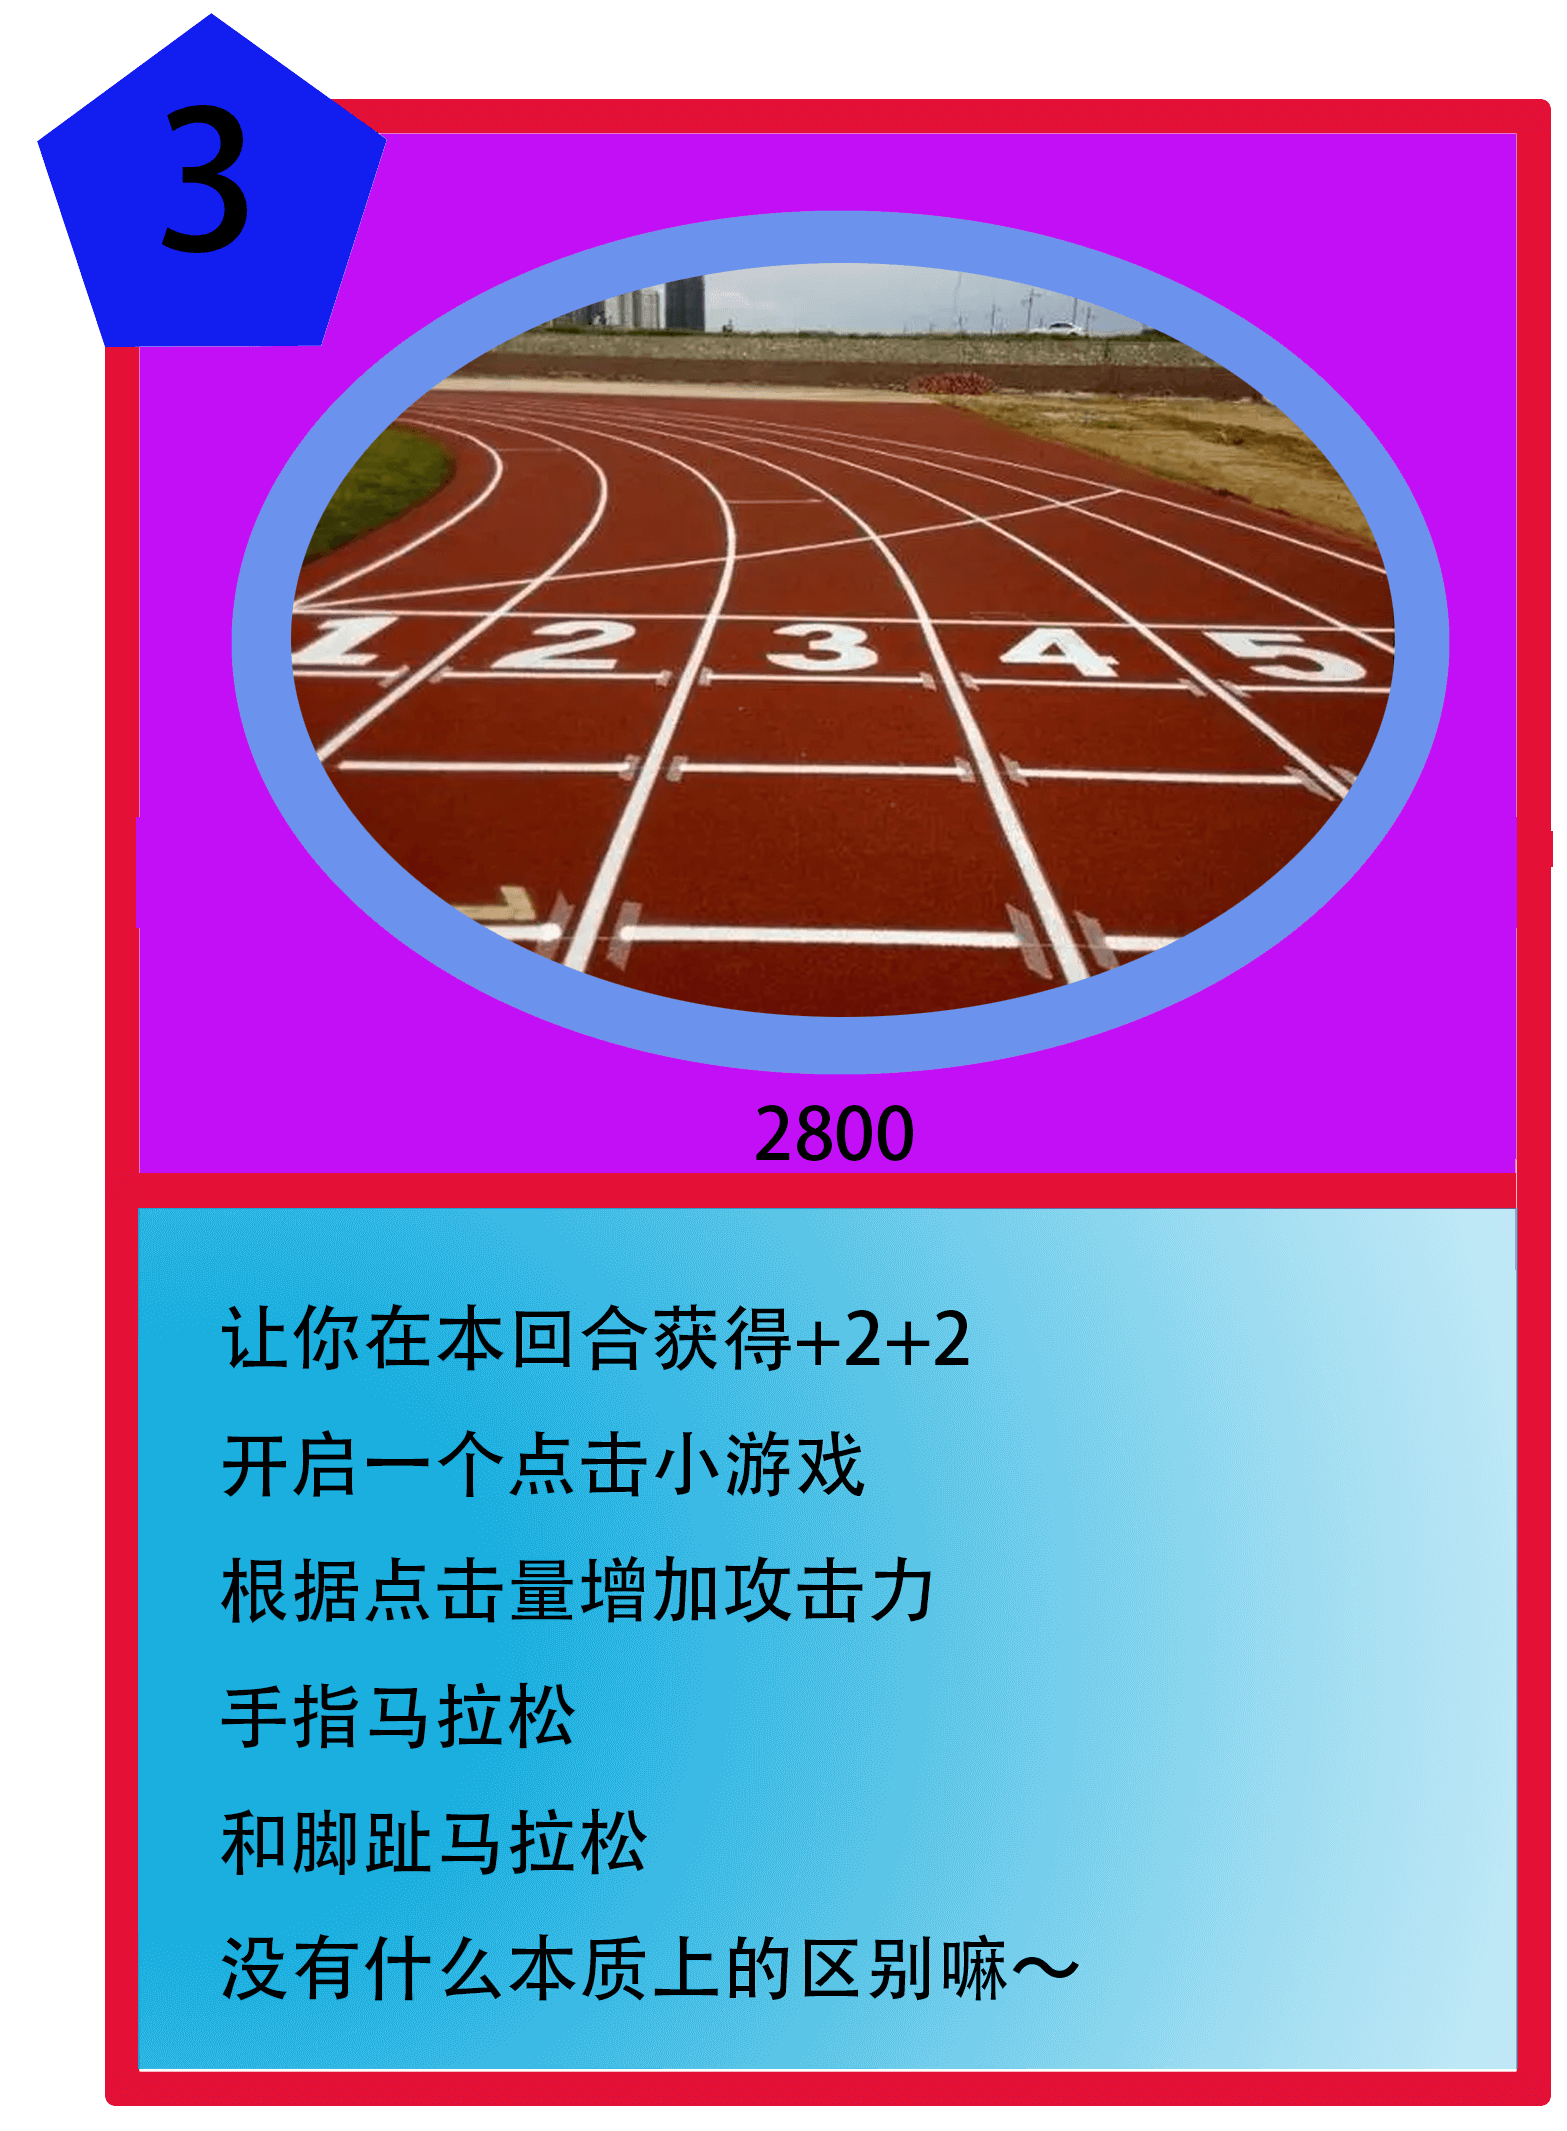 3
1 2 3 4 5
2800
让你在本回合获得+2+2
开启一个点击小游戏
根据点击量增加攻击力
手指马拉松
和脚趾马拉松
没有什么本质上的区别嘛～